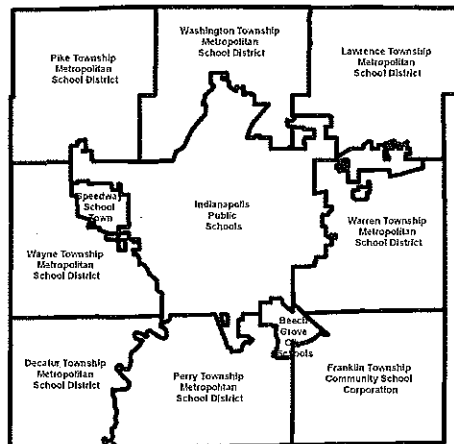 Washington Township
Metropolitan
School District
Pike Township
Metropolitan
School District
Lawrence Township
Metropolitan
School District
Speedway
School
Town
Indianapolis
Public
Schools
Warren Township
Metropolitan
School District
Wayne Township
Metropolitan
School District
Beech
Grove
City
Schools
Decatur Township
Metropolitan
School District
Perry Township
Metropolitan
School District
Franklin Township
Community School
Corporation